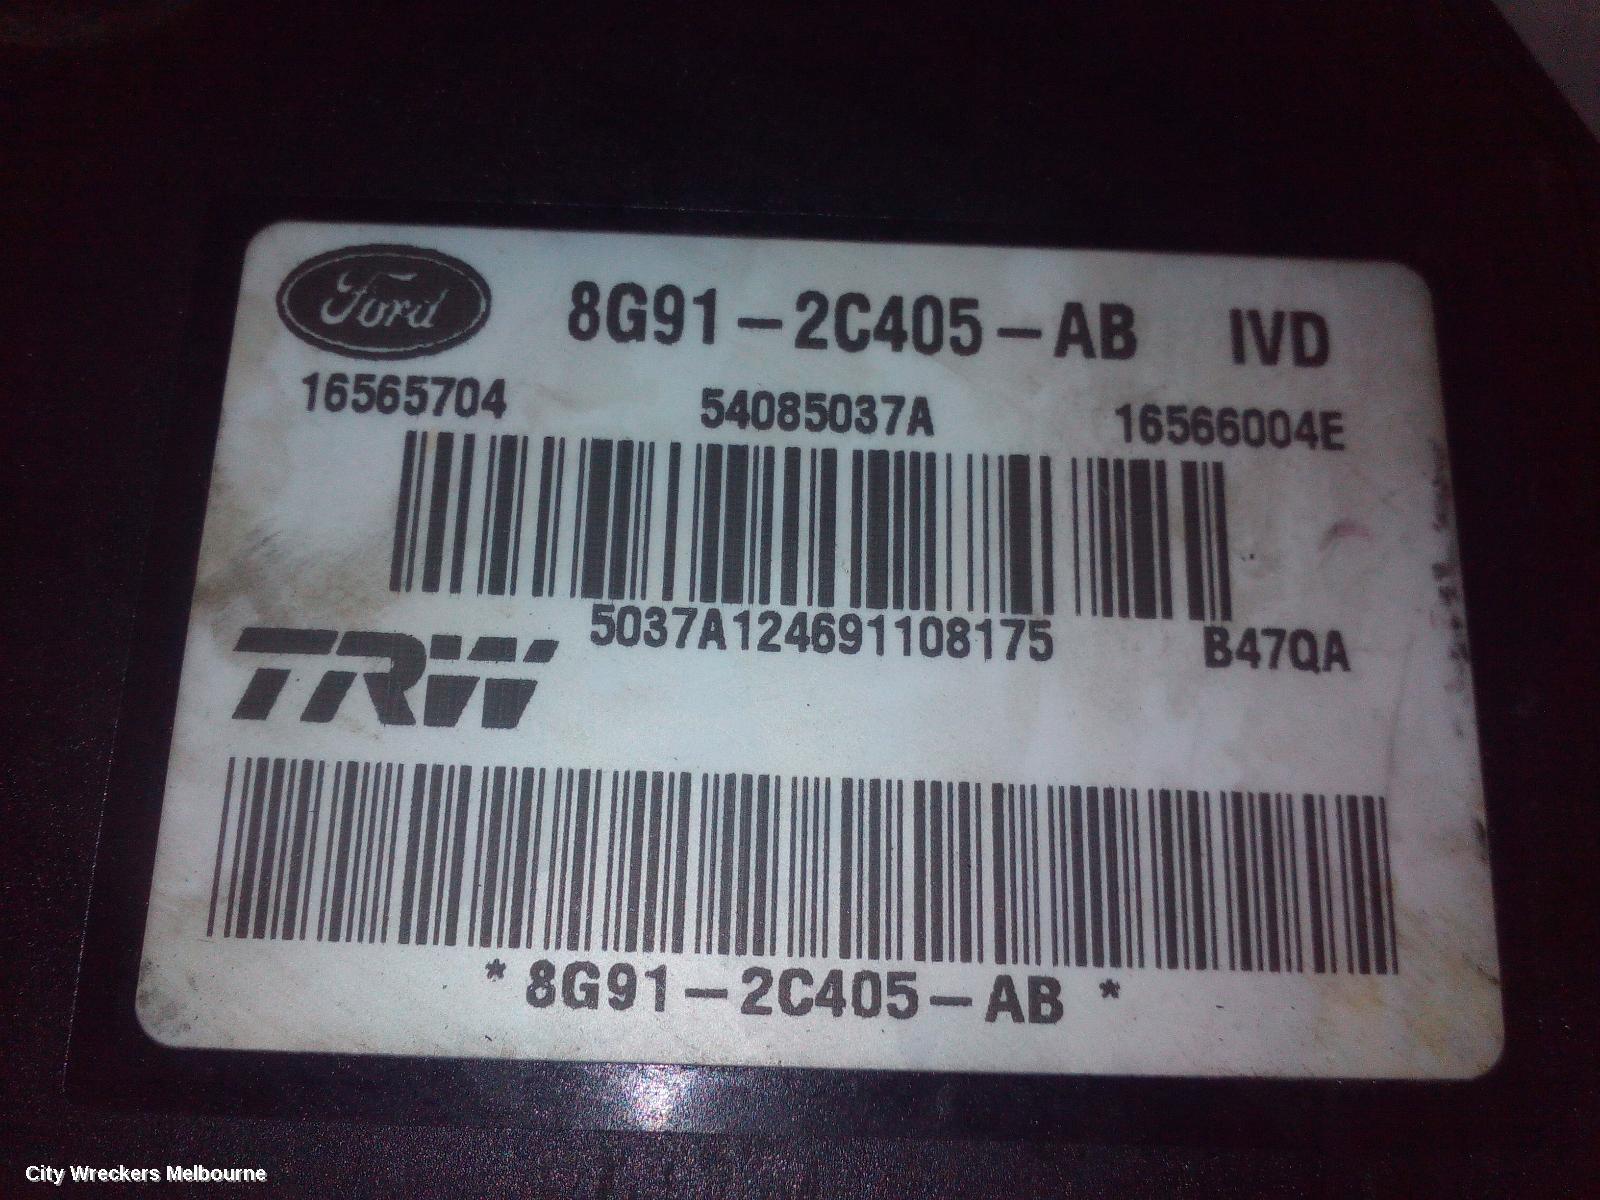 Ford 8G91-2C405-AB IVD
16565704 54085037A 16566004E
5037A124691108175 B47QA
TRW
* 8G91-2C405-AB *
City Wreckers Melbourne